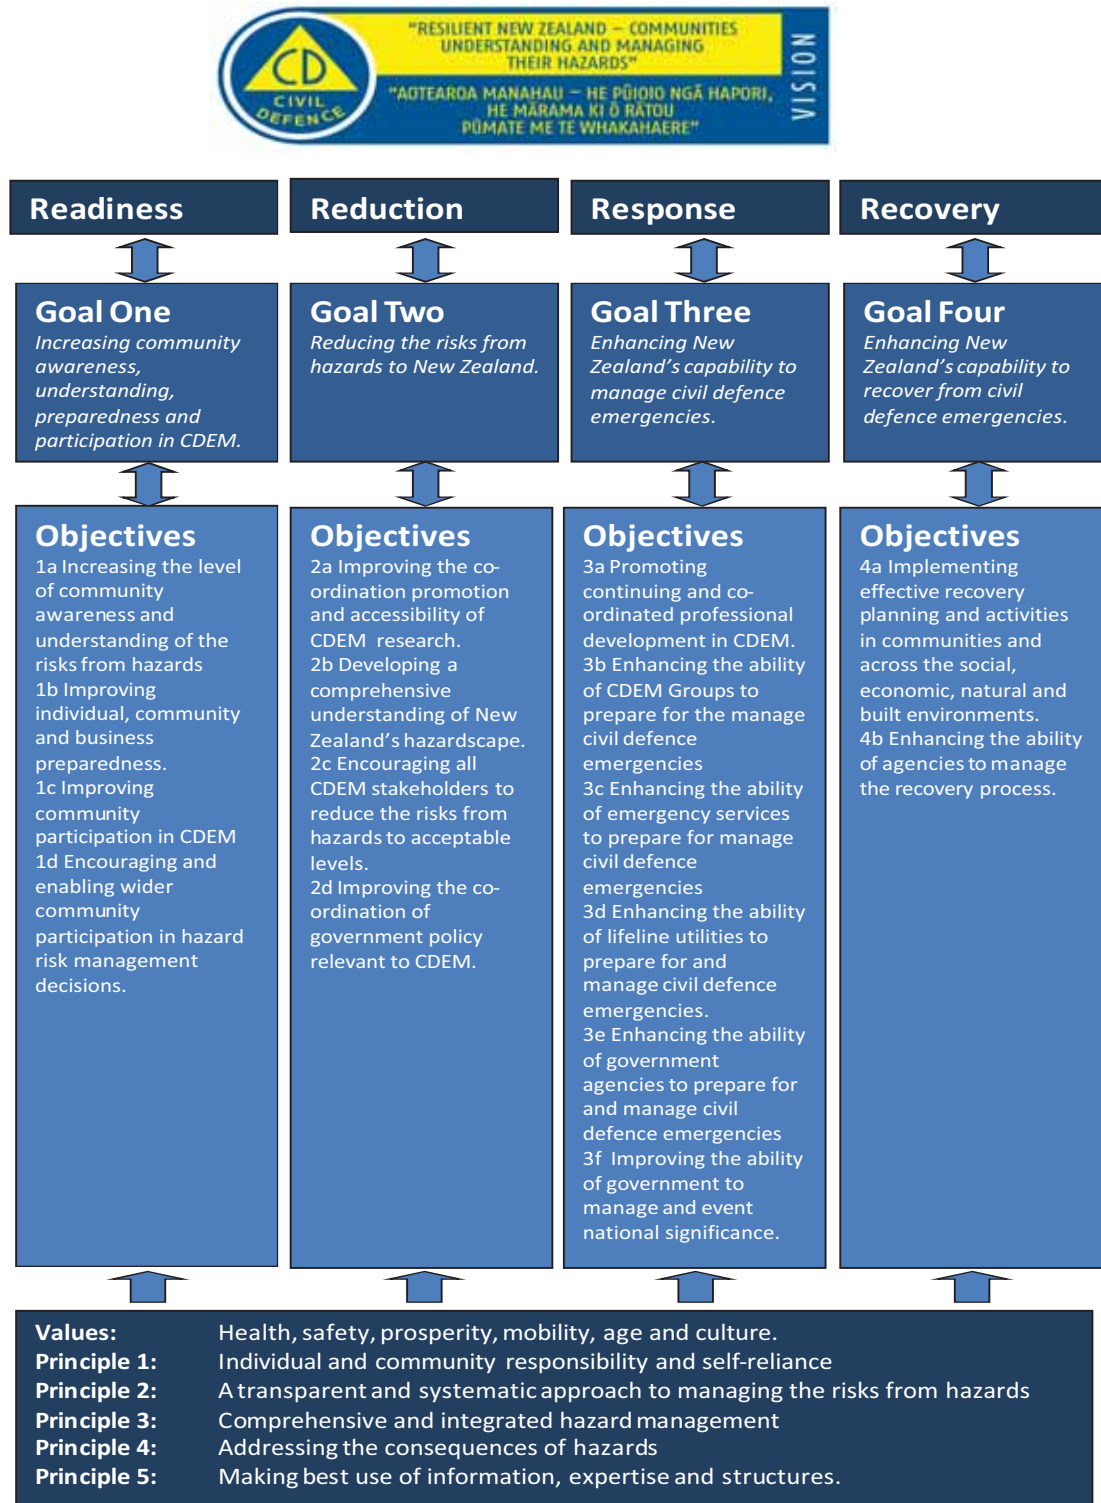 "RESILIENT NEW ZEALAND – COMMUNITIES
UNDERSTANDING AND MANAGING
THEIR HAZARDS"
"AOTEAROA MANAHAU – HE PŪIOIO NGĀ HAPORI,
HE MĀRAMA KI Ō RĀTOU
PŪMATE ME TE WHAKAHAERE"
VISION
CD
CIVIL
DEFENCE
Readiness
Reduction
Response
Recovery
Goal One
Increasing community
awareness,
understanding,
preparedness and
participation in CDEM.
Goal Two
Reducing the risks from
hazards to New Zealand.
Goal Three
Enhancing New
Zealand's capability to
manage civil defence
emergencies.
Goal Four
Enhancing New
Zealand's capability to
recover from civil
defence emergencies.
Objectives
1a Increasing the level
of community
awareness and
understanding of the
risks from hazards
1b Improving
individual, community
and business
preparedness.
1c Improving
community
participation in CDEM
1d Encouraging and
enabling wider
community
participation in hazard
risk management
decisions.
Objectives
2a Improving the co-
ordination promotion
and accessibility of
CDEM research.
2b Developing a
comprehensive
understanding of New
Zealand's hazardscape.
2c Encouraging all
CDEM stakeholders to
reduce the risks from
hazards to acceptable
levels.
2d Improving the co-
ordination of
government policy
relevant to CDEM.
Objectives
3a Promoting
continuing and co-
ordinated professional
development in CDEM.
3b Enhancing the ability
of CDEM Groups to
prepare for the manage
civil defence
emergencies
3c Enhancing the ability
of emergency services
to prepare for manage
civil defence
emergencies
3d Enhancing the ability
of lifeline utilities to
prepare for and
manage civil defence
emergencies.
3e Enhancing the ability
of government
agencies to prepare for
and manage civil
defence emergencies
3f Improving the ability
of government to
manage and event
national significance.
Objectives
4a Implementing
effective recovery
planning and activities
in communities and
across the social,
economic, natural and
built environments.
4b Enhancing the ability
of agencies to manage
the recovery process.
Values: Health, safety, prosperity, mobility, age and culture.
Principle 1: Individual and community responsibility and self-reliance
Principle 2: A transparent and systematic approach to managing the risks from hazards
Principle 3: Comprehensive and integrated hazard management
Principle 4: Addressing the consequences of hazards
Principle 5: Making best use of information, expertise and structures.